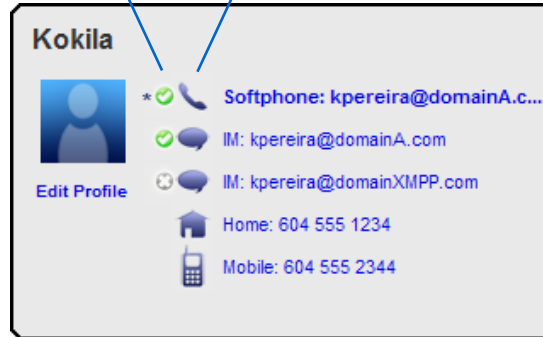 Kokila
* Softphone: kpereira@domainA.c...
IM: kpereira@domainA.com
Edit Profile
IM: kpereira@domainXMPP.com
Home: 604 555 1234
Mobile: 604 555 2344